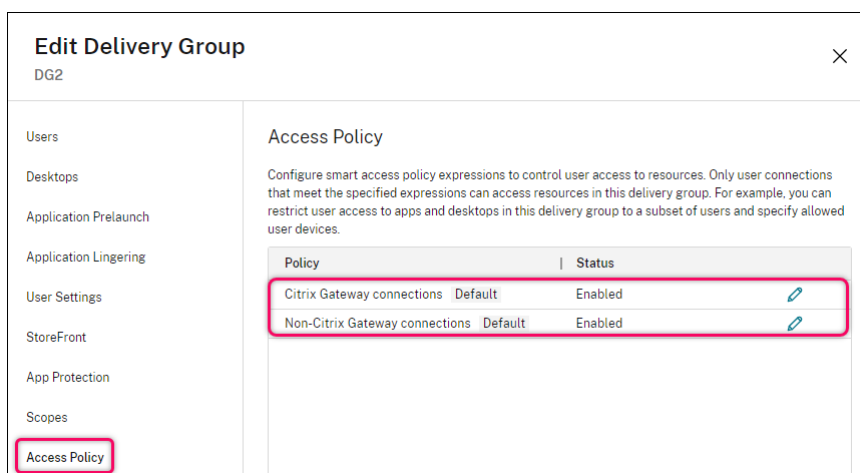 Edit Delivery Group
DG2
Users
Desktops
Application Prelaunch
Application Lingering
User Settings
StoreFront
App Protection
Scopes
Access Policy
Access Policy
Configure smart access policy expressions to control user access to resources. Only user connections
that meet the specified expressions can access resources in this delivery group. For example, you can
restrict user access to apps and desktops in this delivery group to a subset of users and specify allowed
user devices.
Policy | Status
Citrix Gateway connections Default Enabled
Non-Citrix Gateway connections Default Enabled